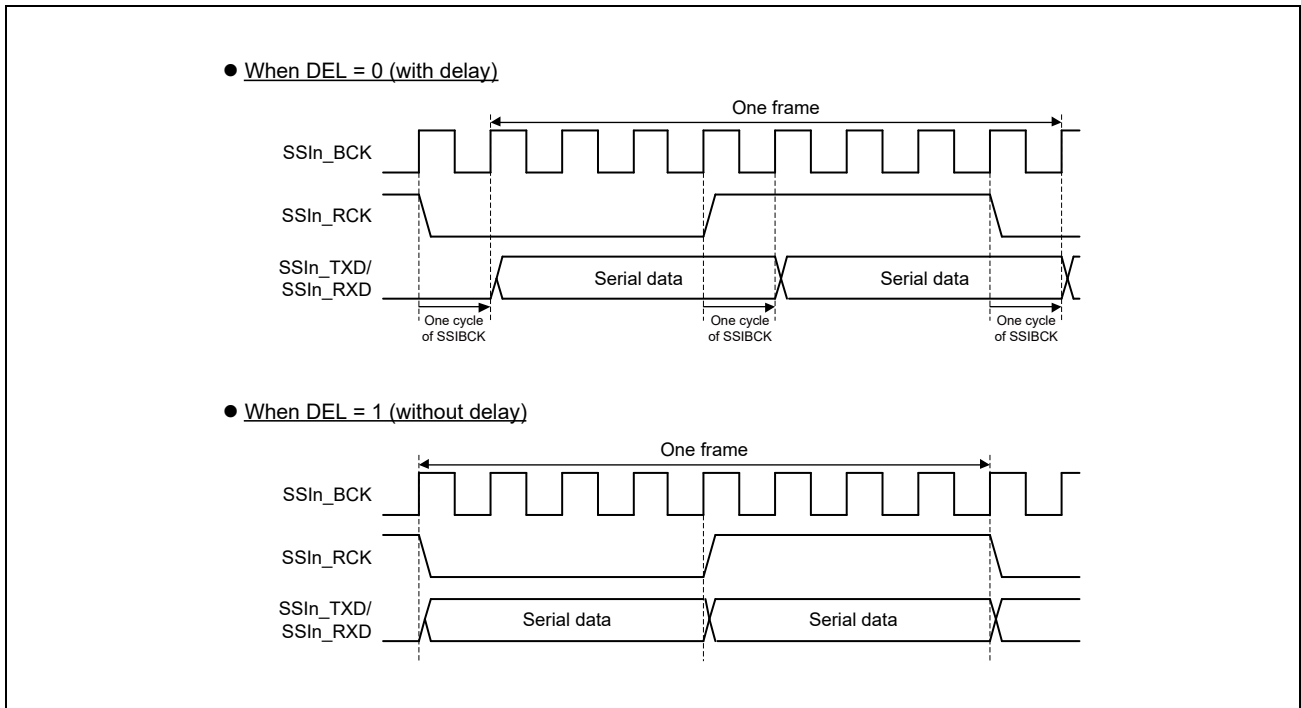 ● When DEL = 0 (with delay)
One frame
SSIn_BCK
SSIn_RCK
SSIn_TXD/
SSIn_RXD
Serial data
Serial data
One cycle
of SSIBCK
One cycle
of SSIBCK
One cycle
of SSIBCK
● When DEL = 1 (without delay)
One frame
SSIn_BCK
SSIn_RCK
SSIn_TXD/
SSIn_RXD
Serial data
Serial data